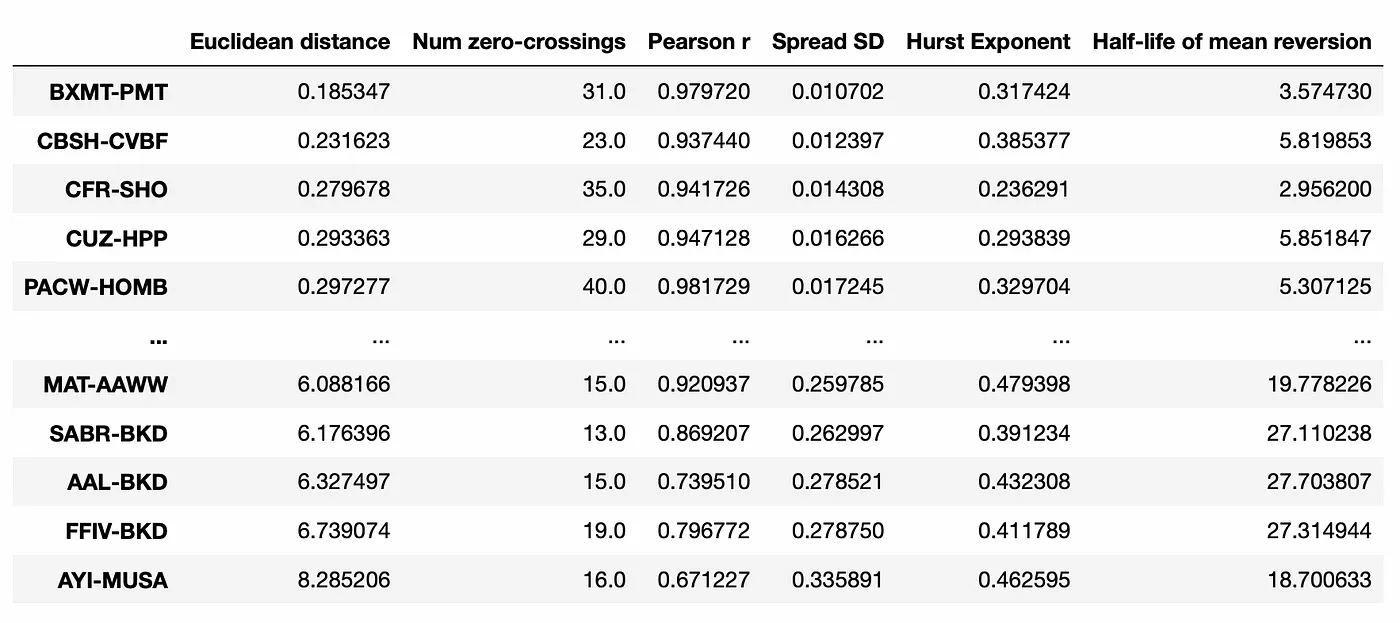 Euclidean distance Num zero-crossings Pearson r Spread SD Hurst Exponent Half-life of mean reversion
BXMT-PMT 0.185347 31.0 0.979720 0.010702 0.317424 3.574730
CBSH-CVBF 0.231623 23.0 0.937440 0.012397 0.385377 5.819853
CFR-SHO 0.279678 35.0 0.941726 0.014308 0.236291 2.956200
CUZ-HPP 0.293363 29.0 0.947128 0.016266 0.293839 5.851847
PACW-HOMB 0.297277 40.0 0.981729 0.017245 0.329704 5.307125
... ... ... ... ... ... ...
MAT-AAWW 6.088166 15.0 0.920937 0.259785 0.479398 19.778226
SABR-BKD 6.176396 13.0 0.869207 0.262997 0.391234 27.110238
AAL-BKD 6.327497 15.0 0.739510 0.278521 0.432308 27.703807
FFIV-BKD 6.739074 19.0 0.796772 0.278750 0.411789 27.314944
AYI-MUSA 8.285206 16.0 0.671227 0.335891 0.462595 18.700633